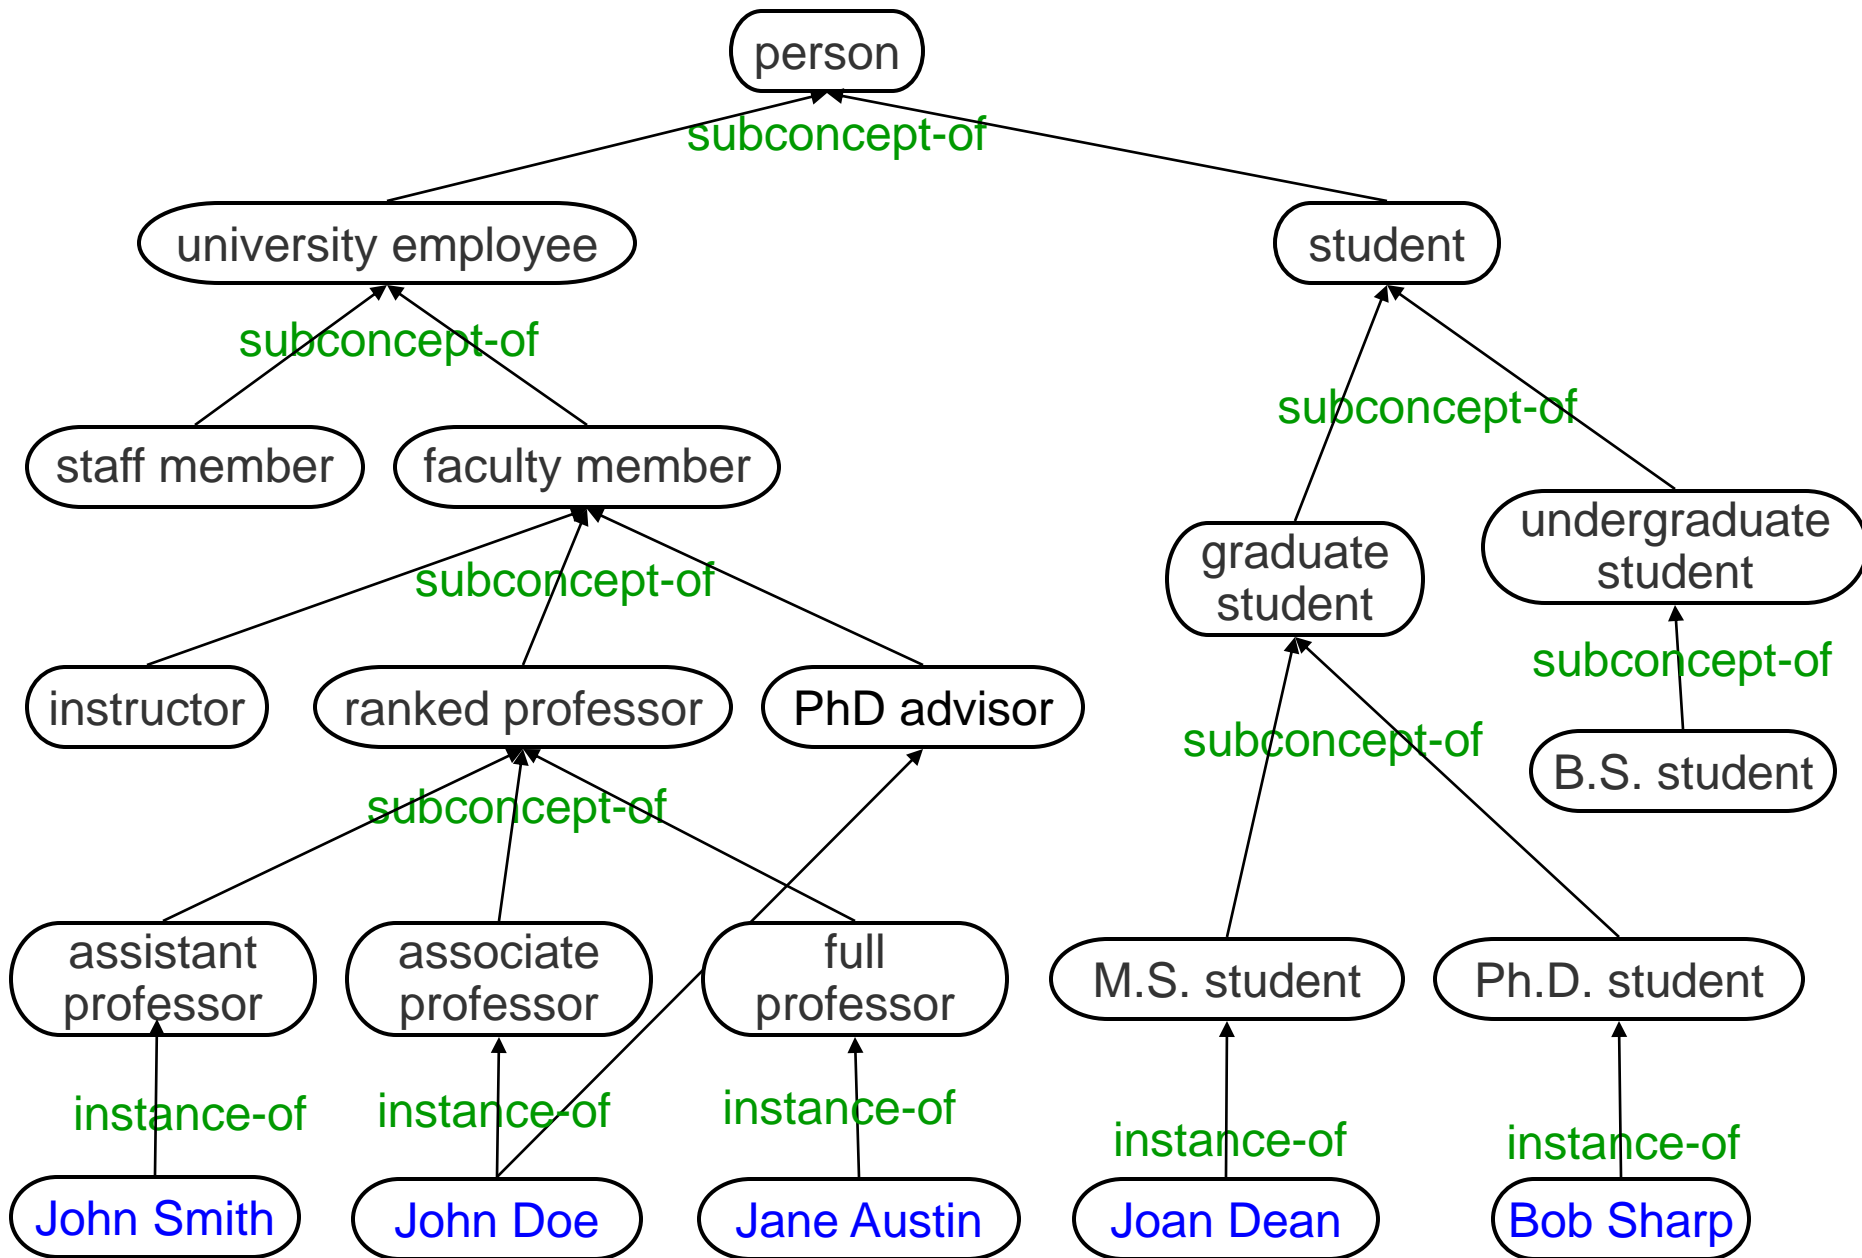 person
subconcept-of
university employee
student
subconcept-of
subconcept-of
staff member
faculty member
graduate
student
undergraduate
student
subconcept-of
subconcept-of
instructor
ranked professor
PhD advisor
subconcept-of
B.S. student
subconcept-of
assistant
professor
associate
professor
full
professor
M.S. student
Ph.D. student
instance-of
instance-of
instance-of
instance-of
instance-of
John Smith
John Doe
Jane Austin
Joan Dean
Bob Sharp